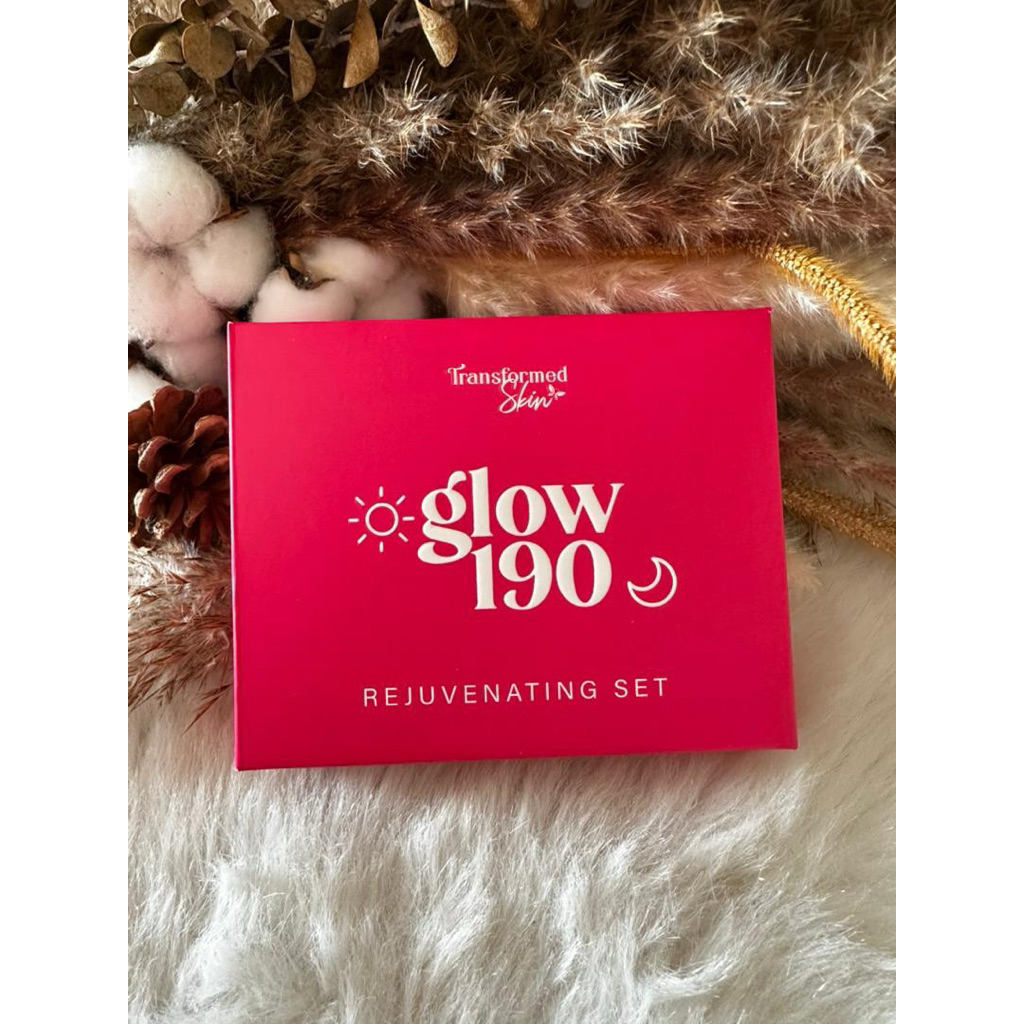 Transformed
Skin
glow
190
REJUVENATING SET